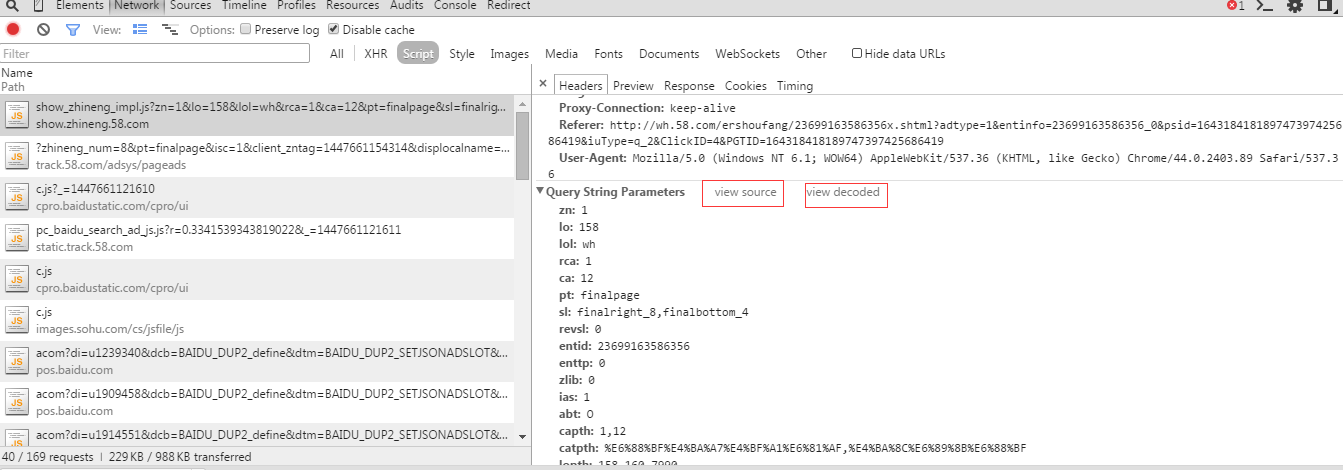 Elements Network Sources Timeline Profiles Resources Audits Console Redirect 1
View: Options: Preserve log Disable cache
Filter All XHR Script Style Images Media Fonts Documents WebSockets Other Hide data URLs
Name
Path
show_zhineng_impl.js?zn=1&lo=158&lol=wh&rca=1&ca=12&pt=finalpage&sl=finalrig...
show.zhineng.58.com
?zhineng_num=8&pt=finalpage&isc=1&client_zntag=1447661154314&displocalname=...
track.58.com/adsys/pageads
c.js?_=1447661121610
cpro.baidustatic.com/cpro/ui
pc_baidu_search_ad_js.js?r=0.3341539343819022&_=1447661121611
static.track.58.com
c.js
cpro.baidustatic.com/cpro/ui
c.js
images.sohu.com/cs/jsfile/js
acom?di=u1239340&dcb=BAIDU_DUP2_define&dtm=BAIDU_DUP2_SETJSONADSLOT&...
pos.baidu.com
acom?di=u1909458&dcb=BAIDU_DUP2_define&dtm=BAIDU_DUP2_SETJSONADSLOT&...
pos.baidu.com
acom?di=u1914551&dcb=BAIDU_DUP2_define&dtm=BAIDU_DUP2_SETJSONADSLOT&...
40 / 169 requests | 229 KB / 988 KB transferred
× Headers Preview Response Cookies Timing
Proxy-Connection: keep-alive
Referer: http://wh.58.com/ershoufang/23699163586356x.shtml?adtype=1&entinfo=23699163586356_0&psid=1643184181897473974256
86419&iuType=q_2&ClickID=4&PGTID=16431841818974739742568​6419
User-Agent: Mozilla/5.0 (Windows NT 6.1; WOW64) AppleWebKit/537.36 (KHTML, like Gecko) Chrome/44.0.2403.89 Safari/537.3
6
Query String Parameters view source view decoded
zn: 1
lo: 158
lol: wh
rca: 1
ca: 12
pt: finalpage
sl: finalright_8,finalbottom_4
revsl: 0
entid: 23699163586356
enttp: 0
zlib: 0
ias: 1
abt: O
capth: 1,12
catpth: %E6%88%BF%E4%BA%A7%E4%BF%A1%E6%81%AF,%E4%BA%8C%E6%89%8B%E6%88%BF